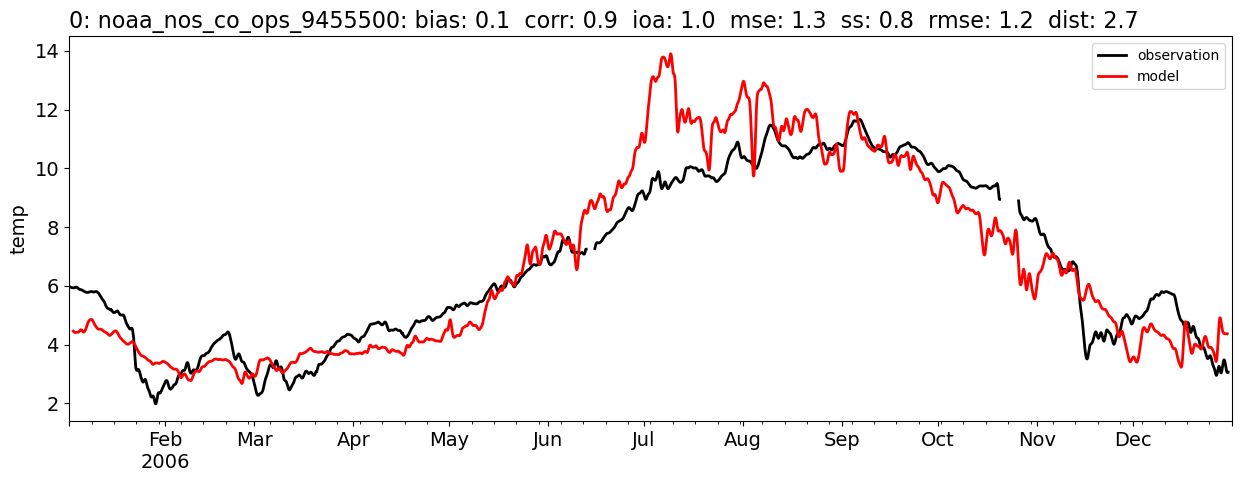 0: noaa_nos_co_ops_9455500: bias: 0.1  corr: 0.9  ioa: 1.0  mse: 1.3  ss: 0.8  rmse: 1.2  dist: 2.7
observation
model
temp
14
12
10
8
6
4
2
Feb Mar Apr May Jun Jul Aug Sep Oct Nov Dec
2006